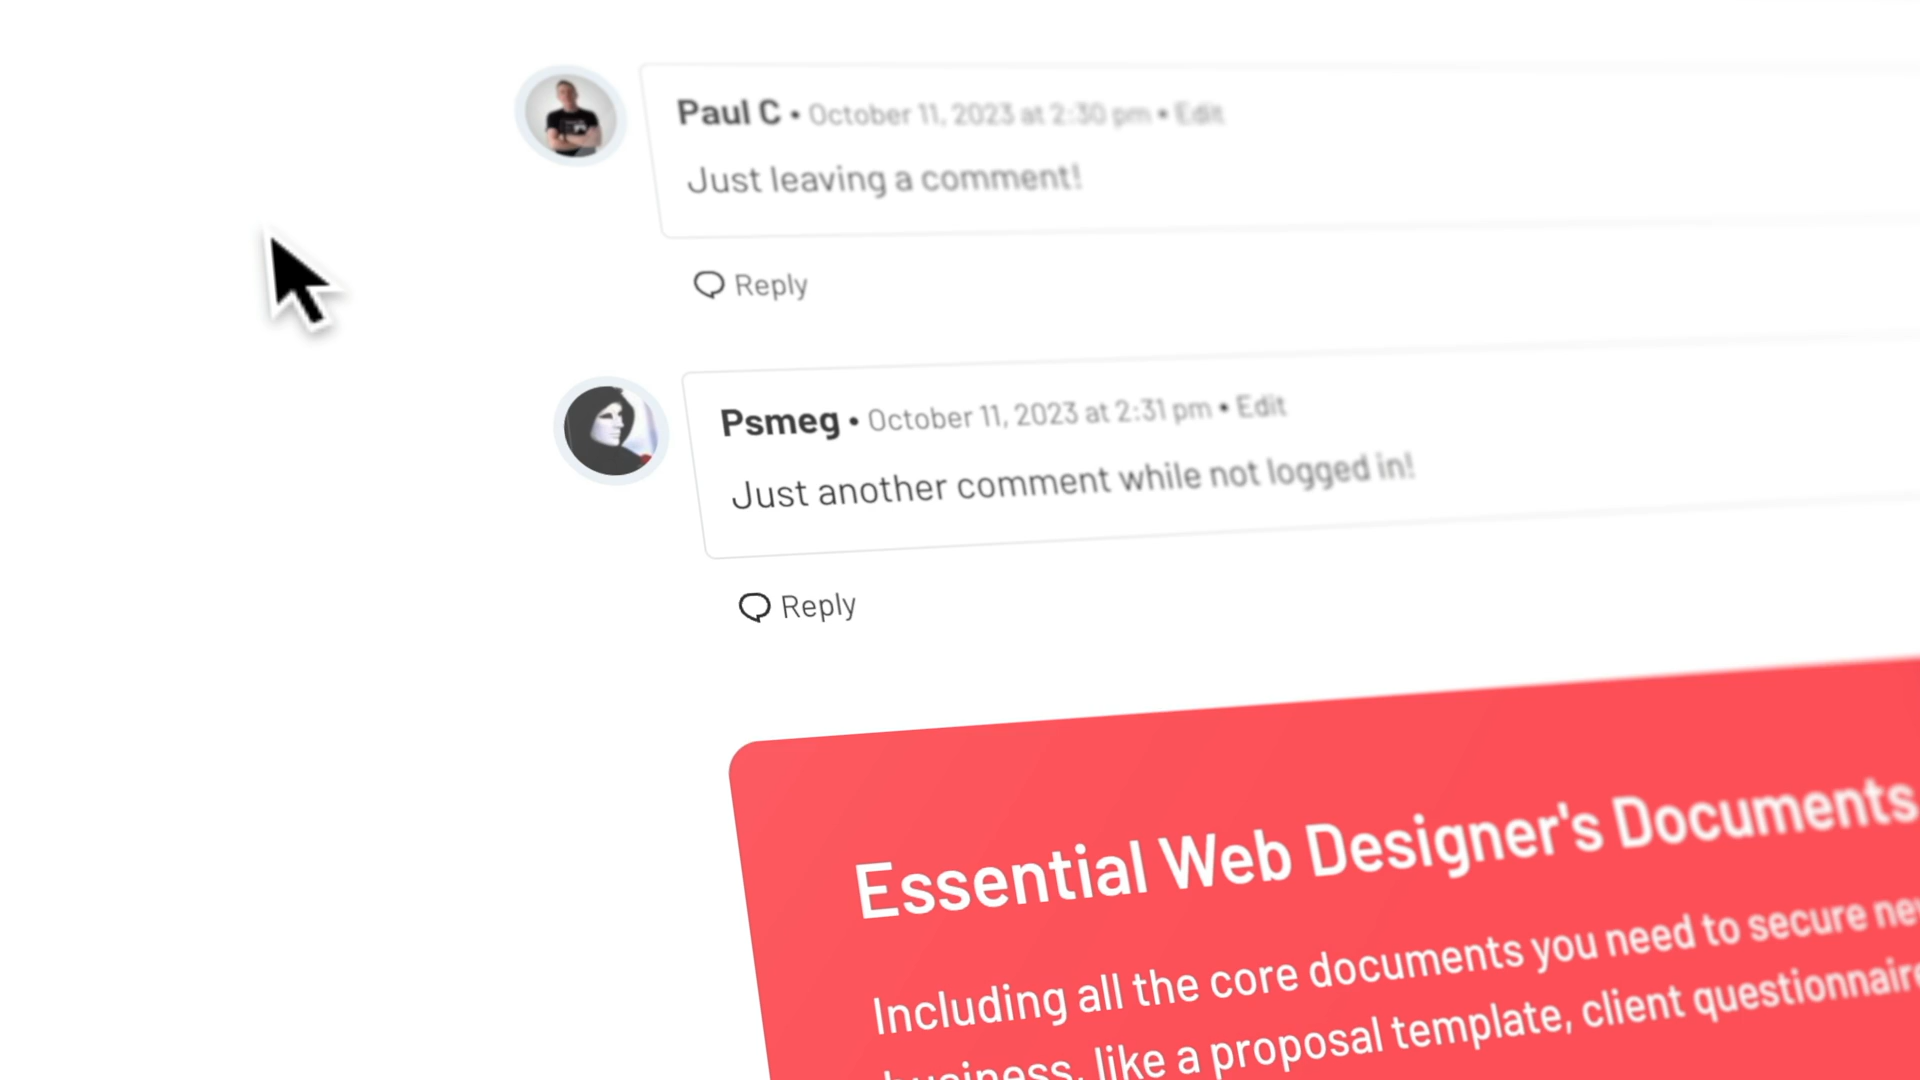 Paul C • October 11, 2023 at 2:30 pm • Edit
Just leaving a comment!
Reply
Psmeg • October 11, 2023 at 2:31 pm • Edit
Just another comment while not logged in!
Reply
Essential Web Designer's Documents
Including all the core documents you need to secure
business, like a proposal template, client questionnaire